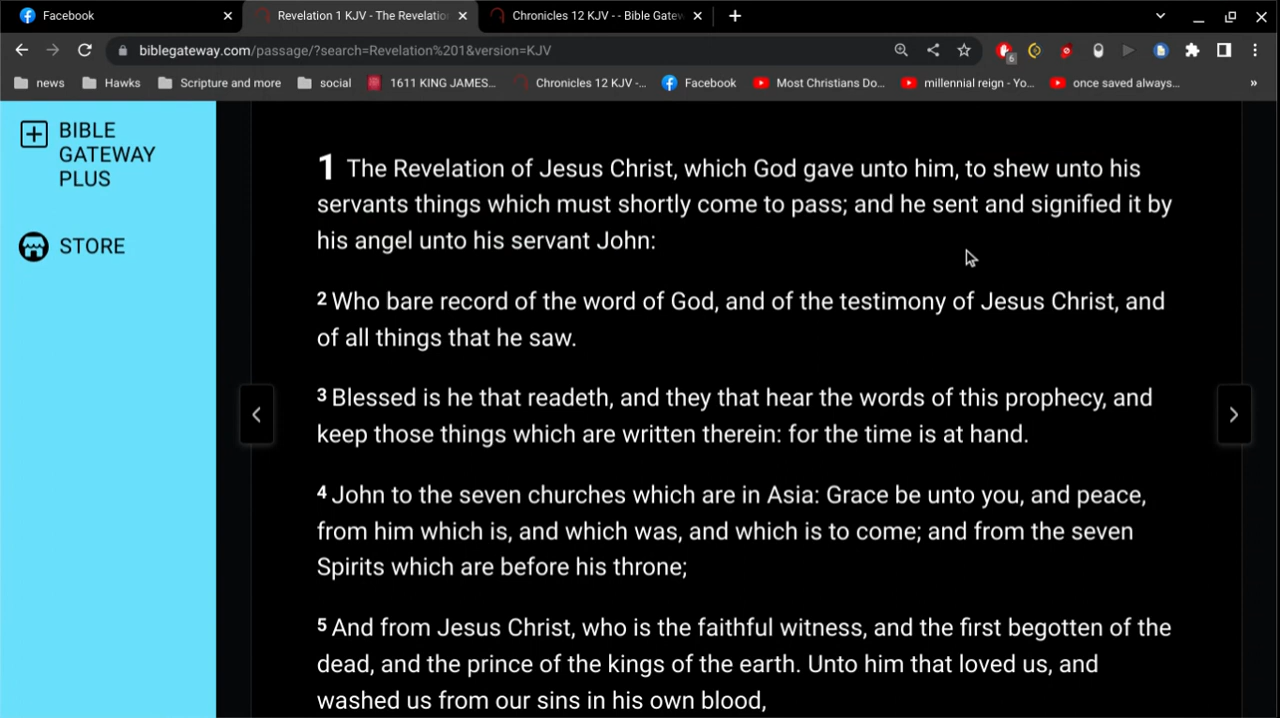 Facebook
Revelation 1 KJV - The Revelatio
Chronicles 12 KJV - - Bible Gatew
biblegateway.com/passage/?search=Revelation%201&version=KJV
6
news
Hawks
Scripture and more
social
1611 KING JAMES...
Chronicles 12 KJV -...
Facebook
Most Christians Do...
millennial reign - Yo...
once saved always...
»
BIBLE
GATEWAY
PLUS
STORE
1 The Revelation of Jesus Christ, which God gave unto him, to shew unto his
servants things which must shortly come to pass; and he sent and signified it by
his angel unto his servant John:
2 Who bare record of the word of God, and of the testimony of Jesus Christ, and
of all things that he saw.
3 Blessed is he that readeth, and they that hear the words of this prophecy, and
keep those things which are written therein: for the time is at hand.
4 John to the seven churches which are in Asia: Grace be unto you, and peace,
from him which is, and which was, and which is to come; and from the seven
Spirits which are before his throne;
5 And from Jesus Christ, who is the faithful witness, and the first begotten of the
dead, and the prince of the kings of the earth. Unto him that loved us, and
washed us from our sins in his own blood,